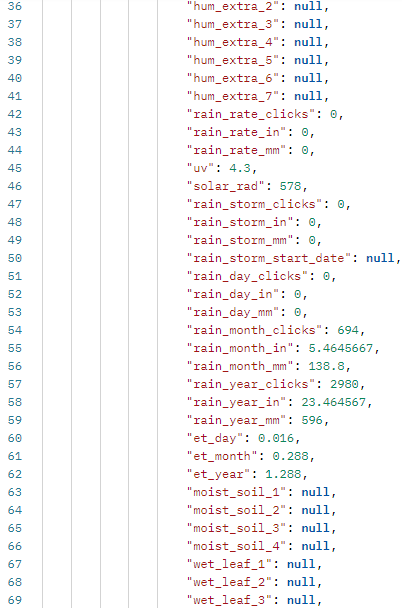 36 "hum_extra_2": null,
37 "hum_extra_3": null,
38 "hum_extra_4": null,
39 "hum_extra_5": null,
40 "hum_extra_6": null,
41 "hum_extra_7": null,
42 "rain_rate_clicks": 0,
43 "rain_rate_in": 0,
44 "rain_rate_mm": 0,
45 "uv": 4.3,
46 "solar_rad": 578,
47 "rain_storm_clicks": 0,
48 "rain_storm_in": 0,
49 "rain_storm_mm": 0,
50 "rain_storm_start_date": null,
51 "rain_day_clicks": 0,
52 "rain_day_in": 0,
53 "rain_day_mm": 0,
54 "rain_month_clicks": 694,
55 "rain_month_in": 5.4645667,
56 "rain_month_mm": 138.8,
57 "rain_year_clicks": 2980,
58 "rain_year_in": 23.464567,
59 "rain_year_mm": 596,
60 "et_day": 0.016,
61 "et_month": 0.288,
62 "et_year": 1.288,
63 "moist_soil_1": null,
64 "moist_soil_2": null,
65 "moist_soil_3": null,
66 "moist_soil_4": null,
67 "wet_leaf_1": null,
68 "wet_leaf_2": null,
69 "wet_leaf_3": null,